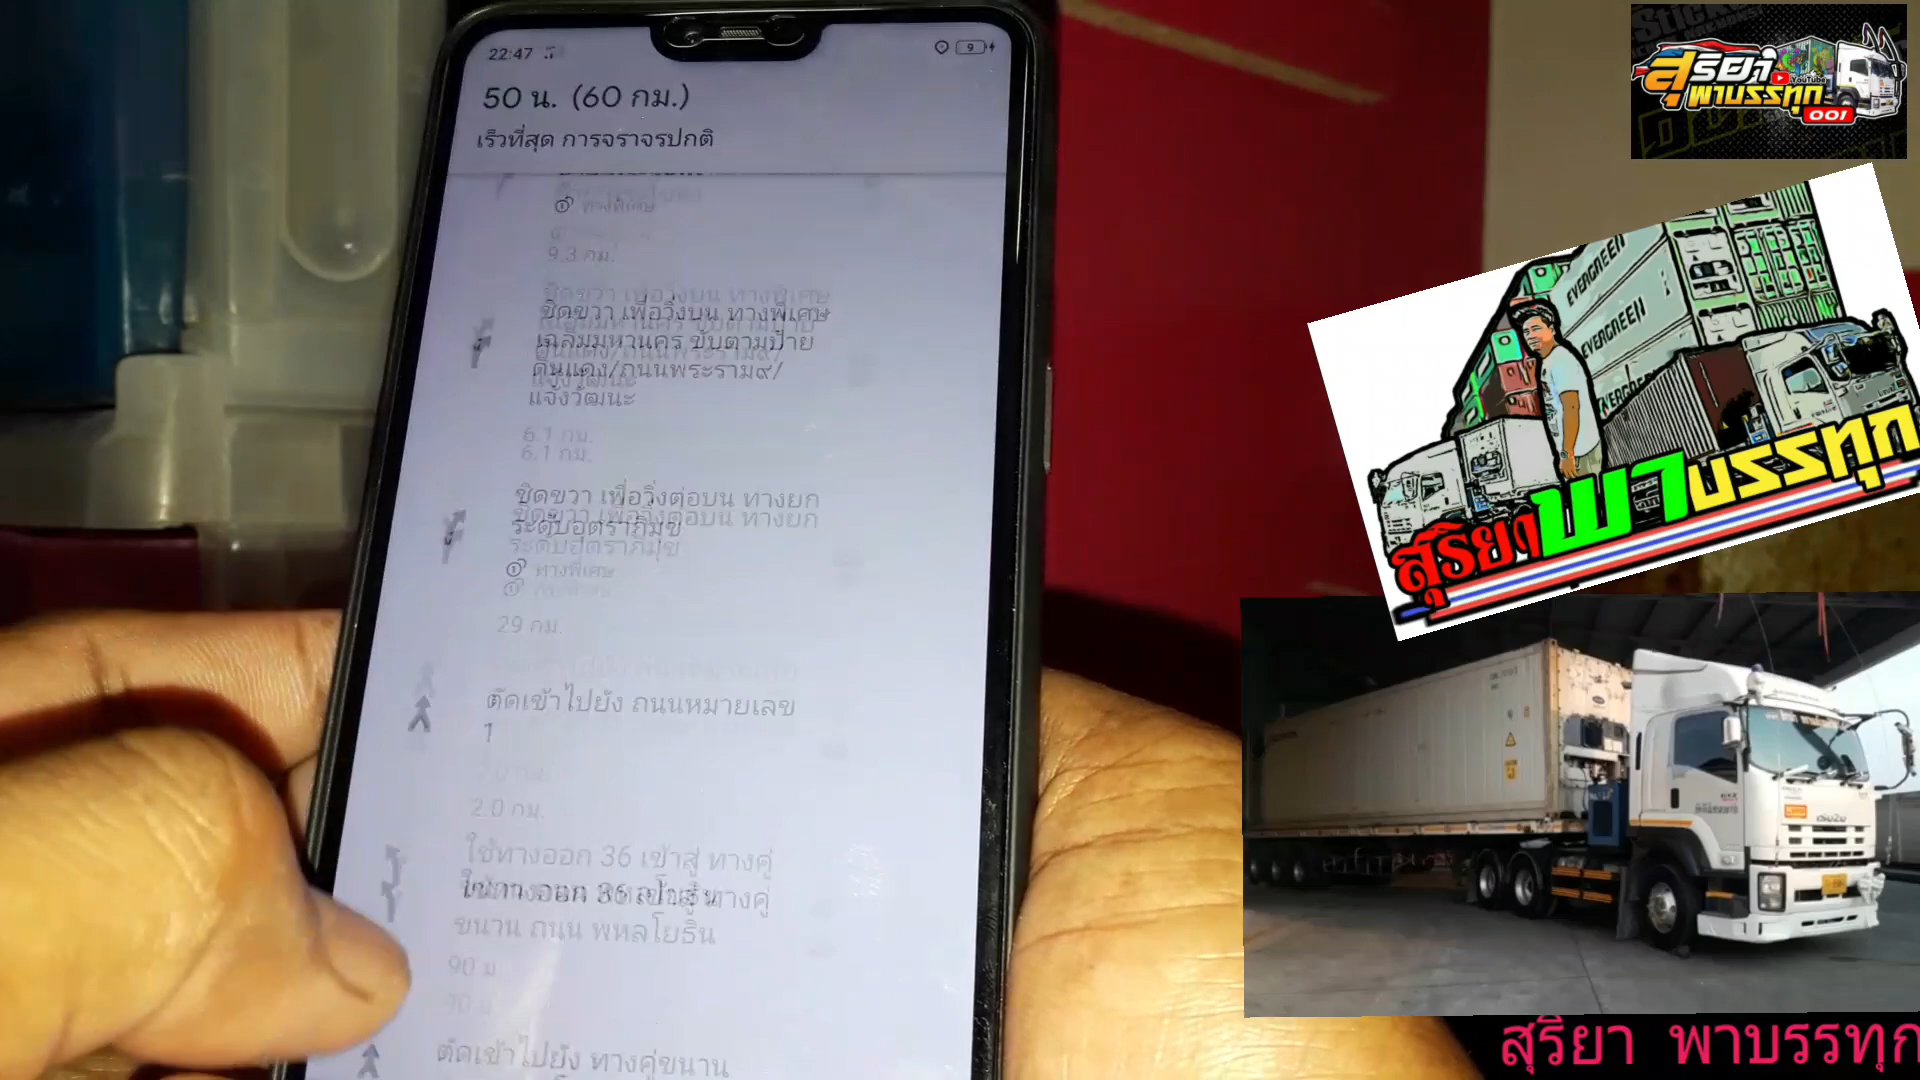 22:47
9
50 น. (60 กม.)
เร็วที่สุด การจราจรปกติ
ทางพิเศษ
9.3 กม.
ชิดขวา เพื่อวิ่งบน ทางพิเศษ
เฉลิมมหานคร ขับตามป้าย
ดินแดง/ถนนพระราม๙/
แจ้งวัฒนะ
6.1 กม.
ชิดขวา เพื่อวิ่งต่อบน ทางยก
ระดับอุตราภิมุข
ทางพิเศษ
29 กม.
ตัดเข้าไปยัง ถนนหมายเลข
1
2.0 กม.
ใช้ทางออก 36 เข้าสู่ ทางคู่
ขนาน ถนน พหลโยธิน
90 ม
ตัดเข้าไปยัง ทางคู่ขนาน
สุริยา
YouTube
พาบรรทุก
001
EVERGREEN
EVERGREEN
EVERGREEN
สุริยาพาบรรทุก
ISUZU
สุริยา พาบรรทุก